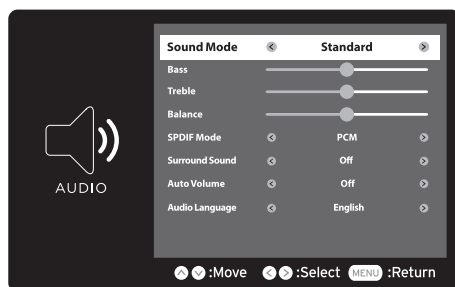 Sound Mode Standard
Bass
Treble
Balance
SPDIF Mode PCM
Surround Sound Off
Auto Volume Off
Audio Language English
AUDIO
:Move :Select MENU :Return